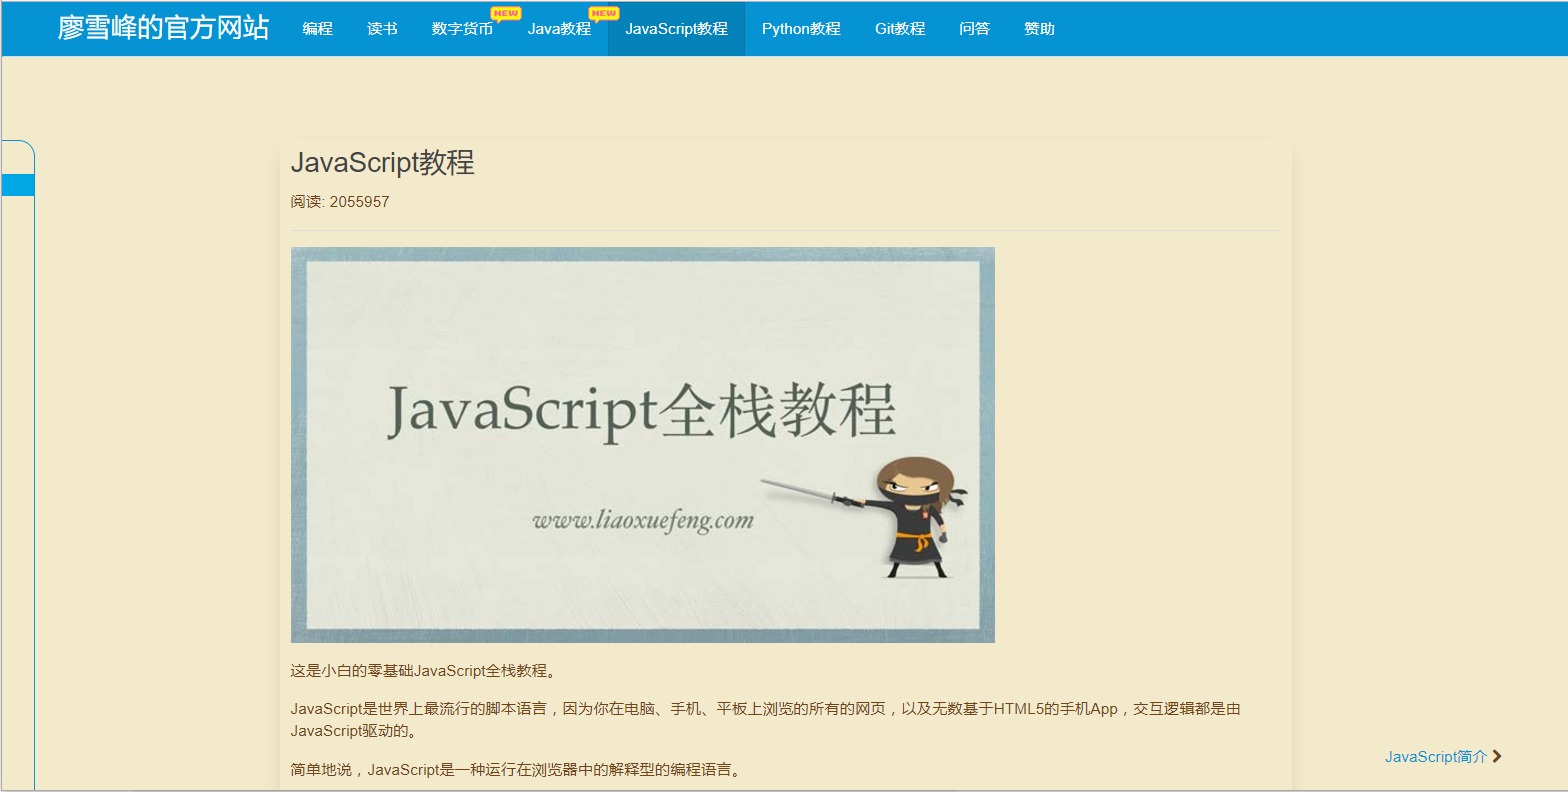 廖雪峰的官方网站 编程 读书 数字货币 NEW Java教程 NEW JavaScript教程 Python教程 Git教程 问答 赞助
JavaScript教程
阅读: 2055957
JavaScript全栈教程
www.liaoxuefeng.com
这是小白的零基础JavaScript全栈教程。
JavaScript是世界上最流行的脚本语言，因为你在电脑、手机、平板上浏览的所有的网页，以及无数基于HTML5的手机App，交互逻辑都是由
JavaScript驱动的。
简单地说，JavaScript是一种运行在浏览器中的解释型的编程语言。
JavaScript简介